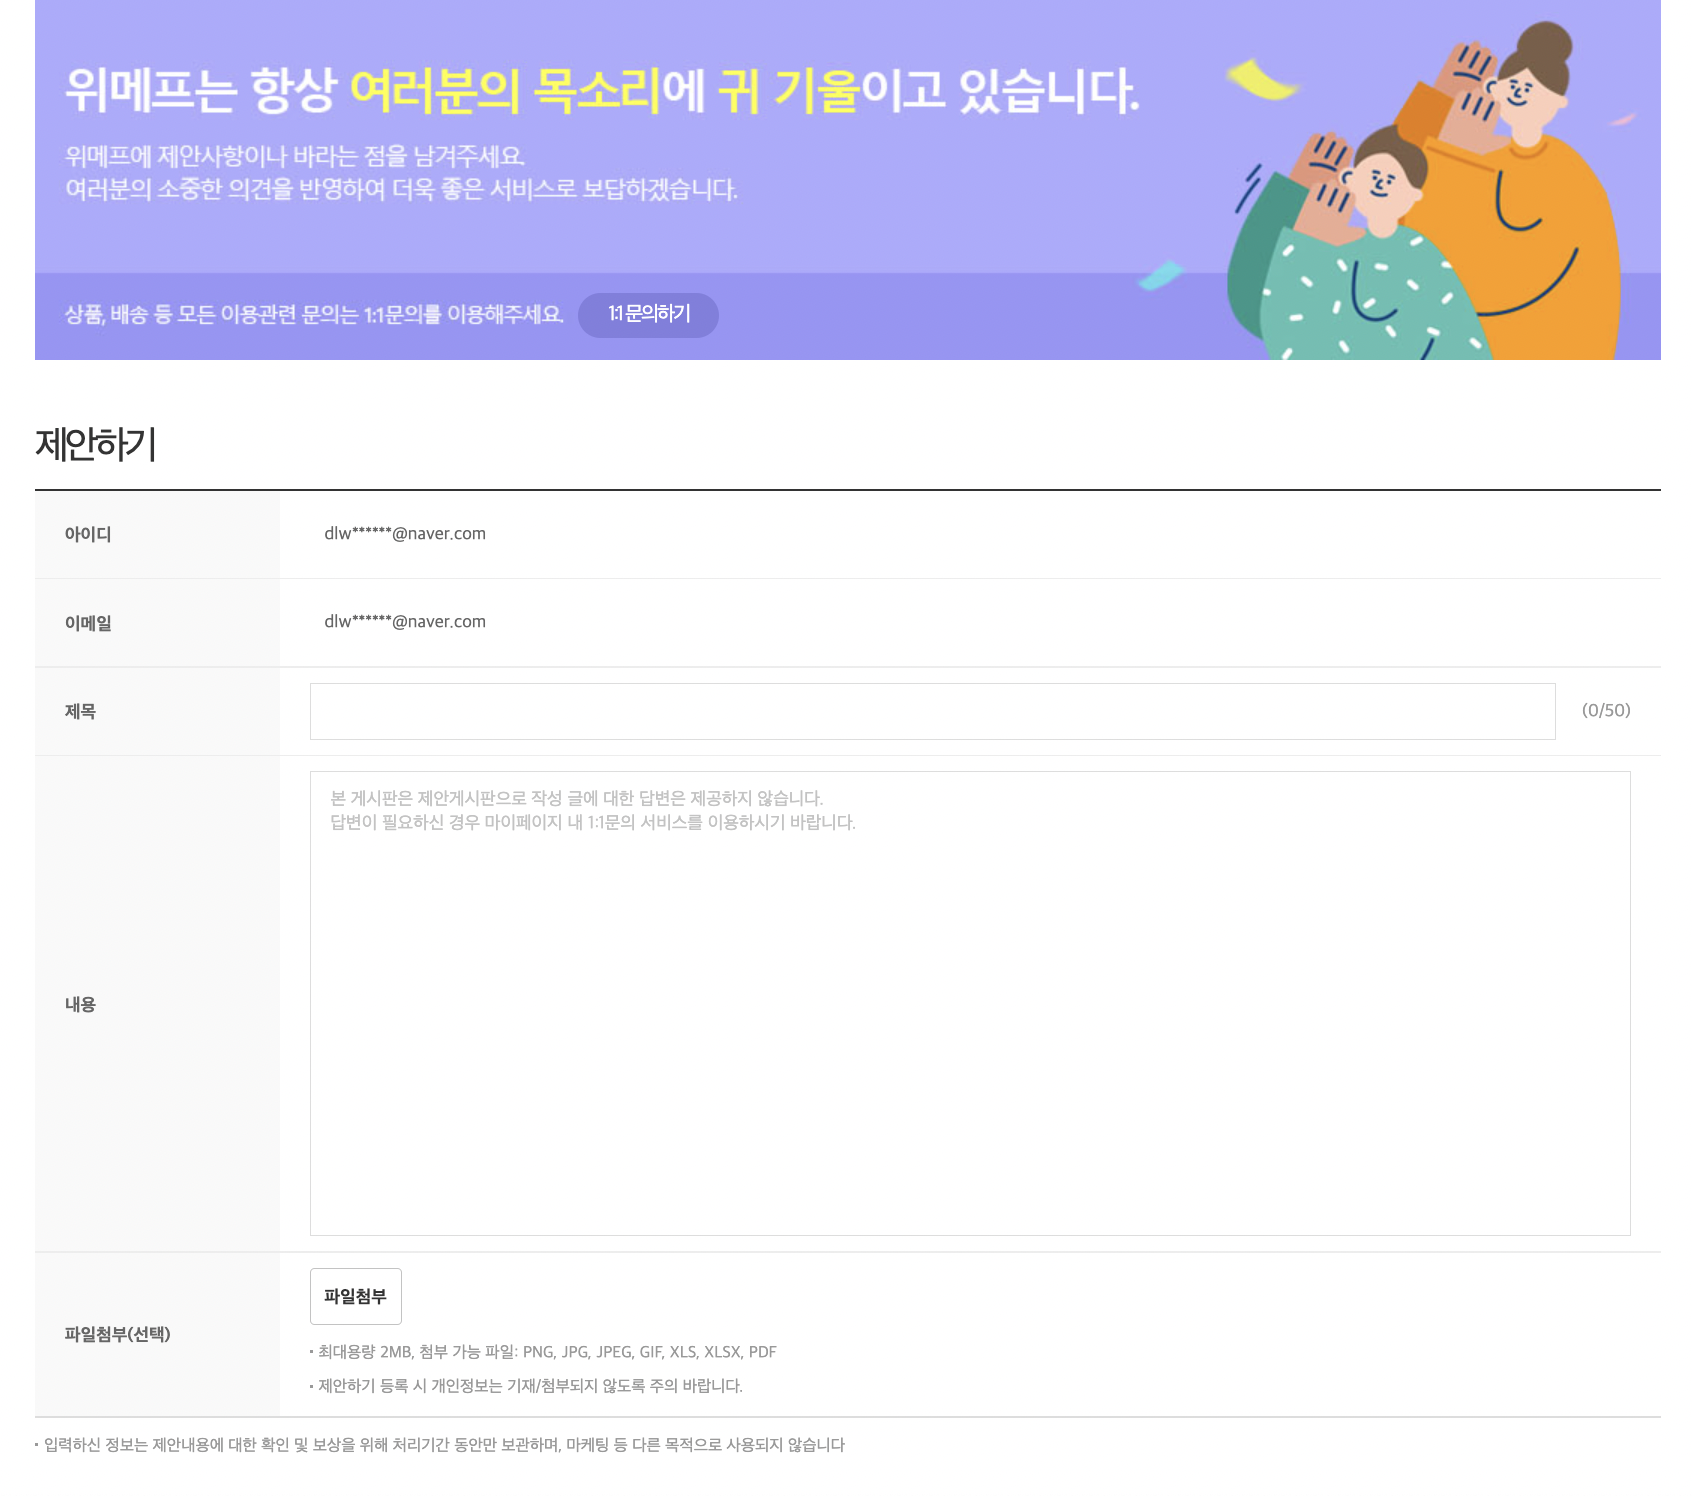 위메프는 항상 여러분의 목소리에 귀 기울이고 있습니다.
위메프에 제안사항이나 바라는 점을 남겨주세요.
여러분의 소중한 의견을 반영하여 더욱 좋은 서비스로 보답하겠습니다.
상품, 배송 등 모든 이용관련 문의는 1:1문의를 이용해주세요. 1:1 문의하기
제안하기
아이디 dlw******@naver.com
이메일 dlw******@naver.com
제목 (0/50)
본 게시판은 제안게시판으로 작성 글에 대한 답변은 제공하지 않습니다.
답변이 필요하신 경우 마이페이지 내 1:1문의 서비스를 이용하시기 바랍니다.
내용
파일첨부
파일첨부(선택)
· 최대용량 2MB, 첨부 가능 파일: PNG, JPG, JPEG, GIF, XLS, XLSX, PDF
· 제안하기 등록 시 개인정보는 기재/첨부되지 않도록 주의 바랍니다.
· 입력하신 정보는 제안내용에 대한 확인 및 보상을 위해 처리기간 동안만 보관하며, 마케팅 등 다른 목적으로 사용되지 않습니다